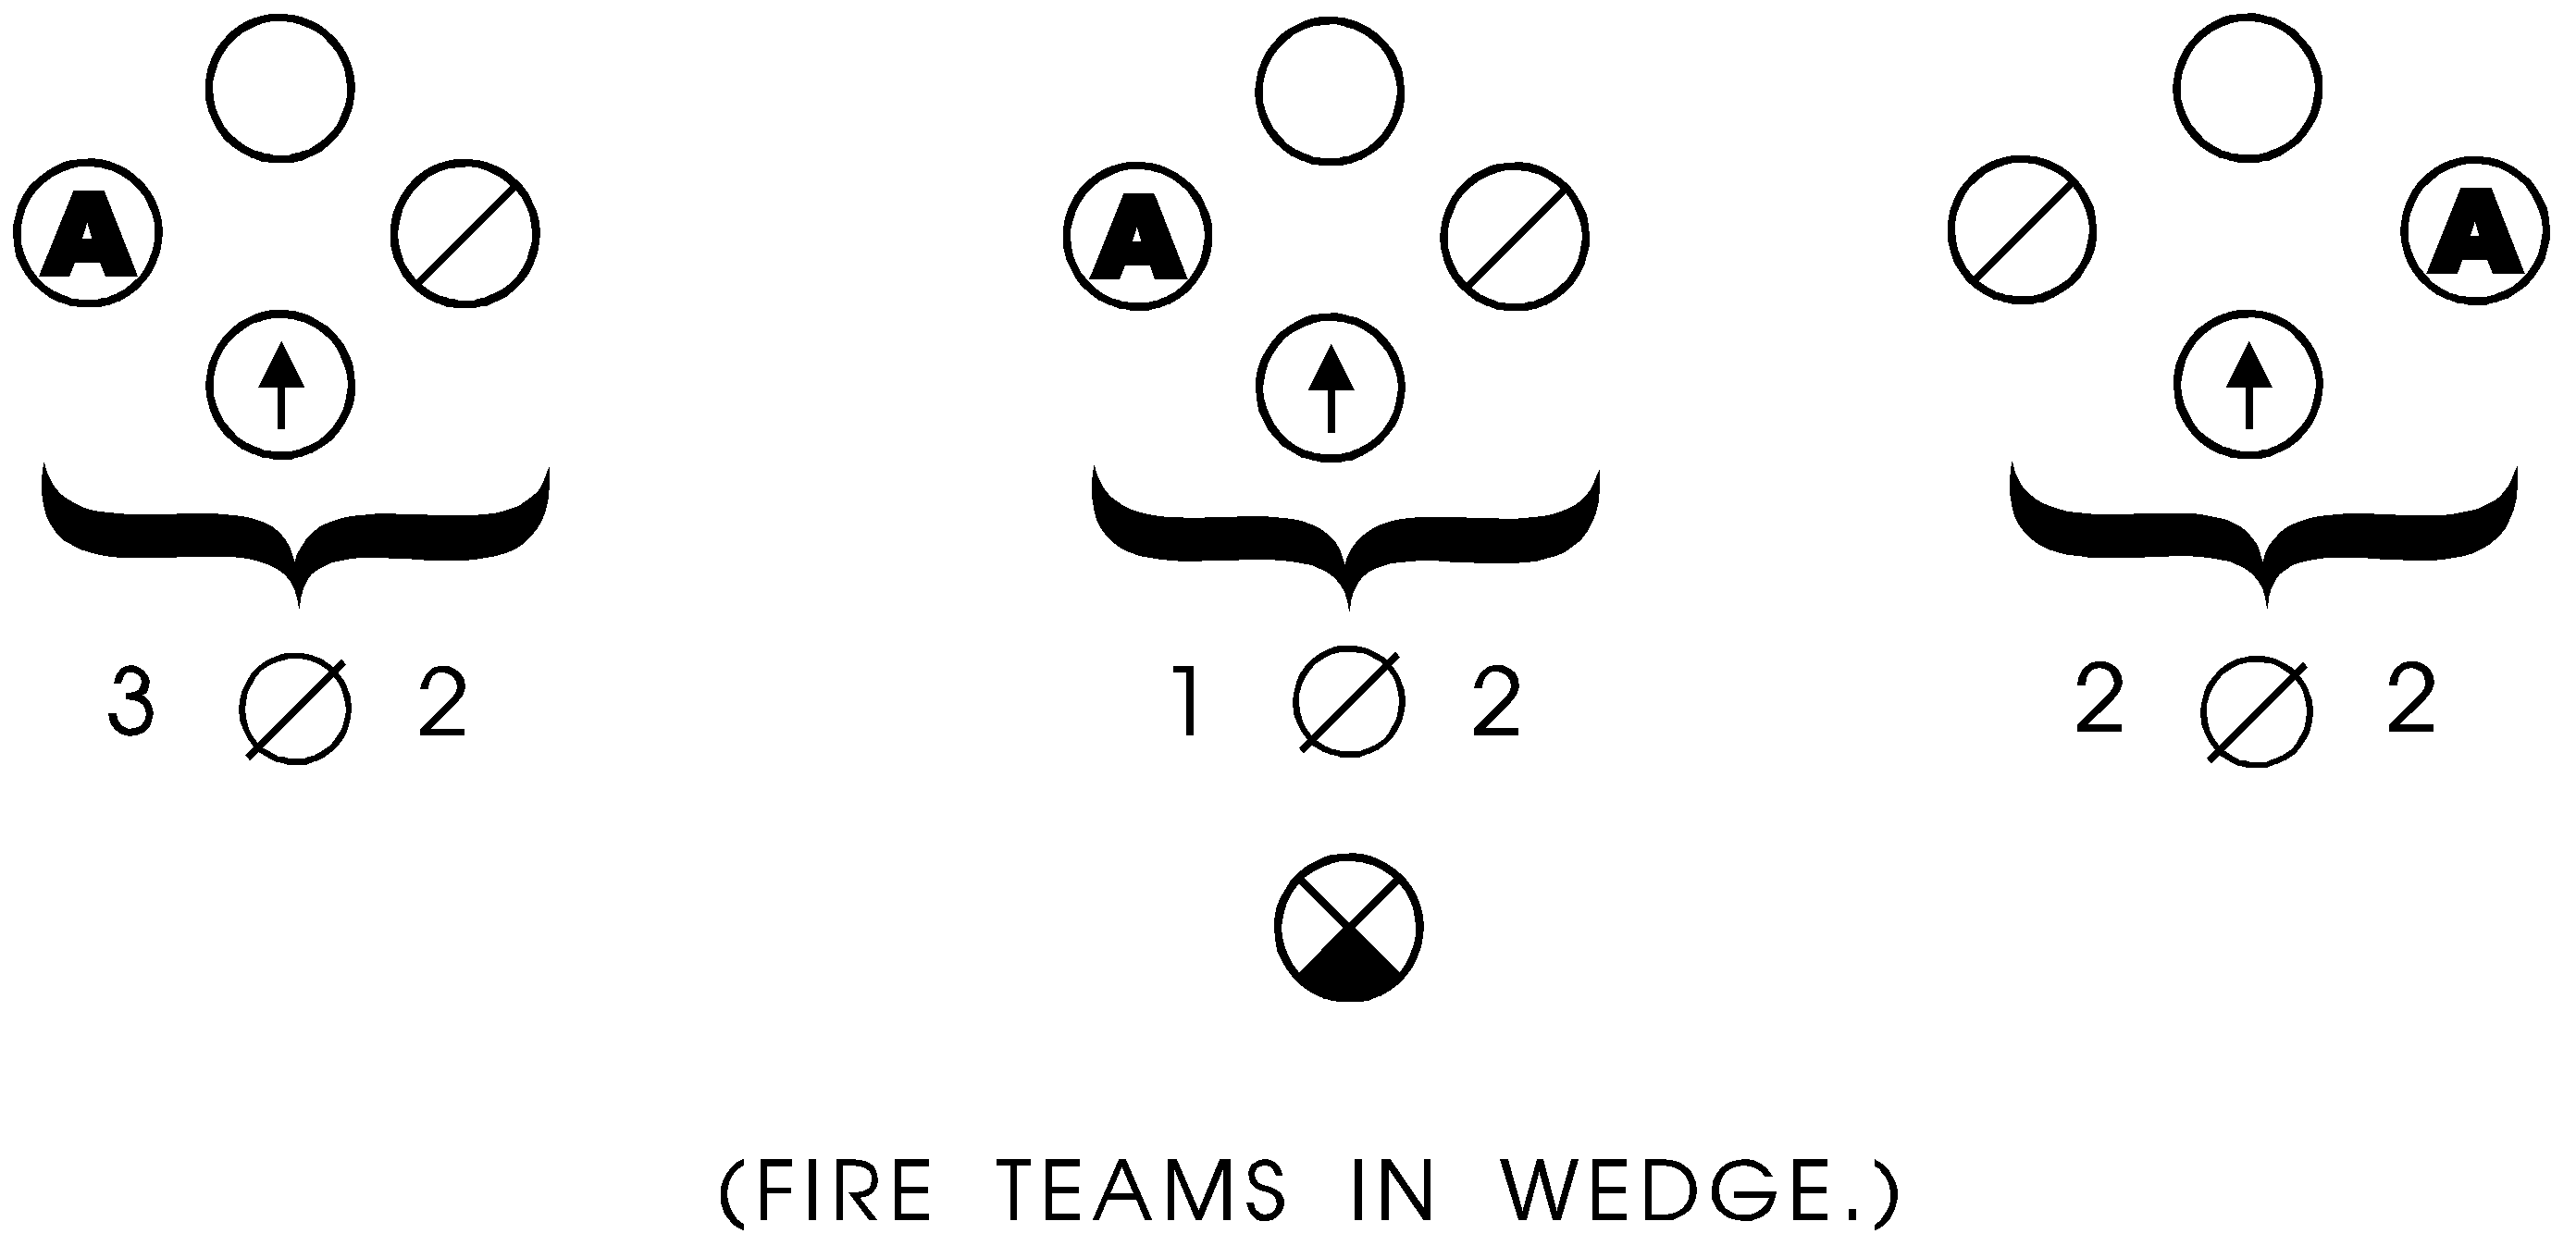 A A A
3 Ø 2 1 Ø 2 2 Ø 2
(FIRE TEAMS IN WEDGE.)